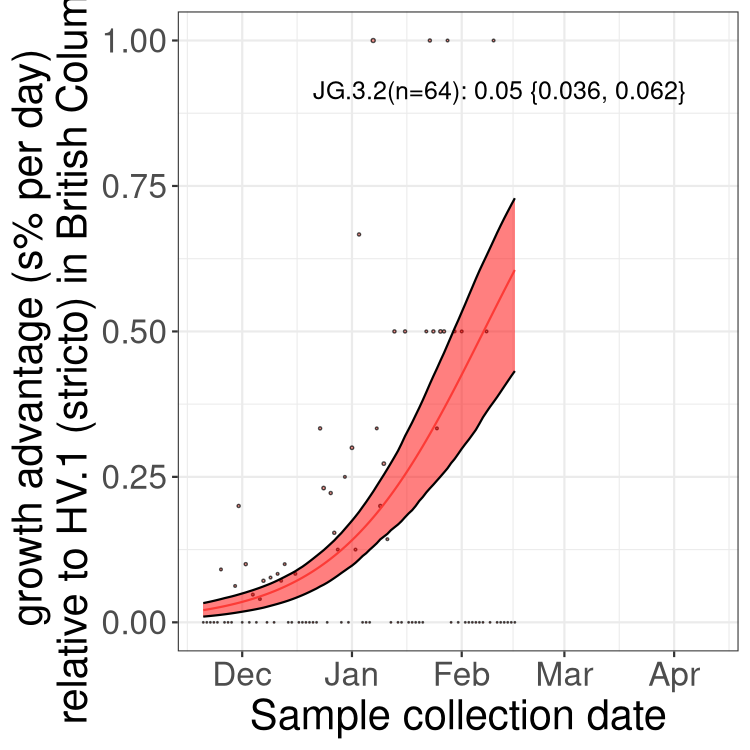 growth advantage (s% per day)
relative to HV.1 (stricto) in British Colum
1.00
0.75
0.50
0.25
0.00
JG.3.2(n=64): 0.05 {0.036, 0.062}
Dec Jan Feb Mar Apr
Sample collection date